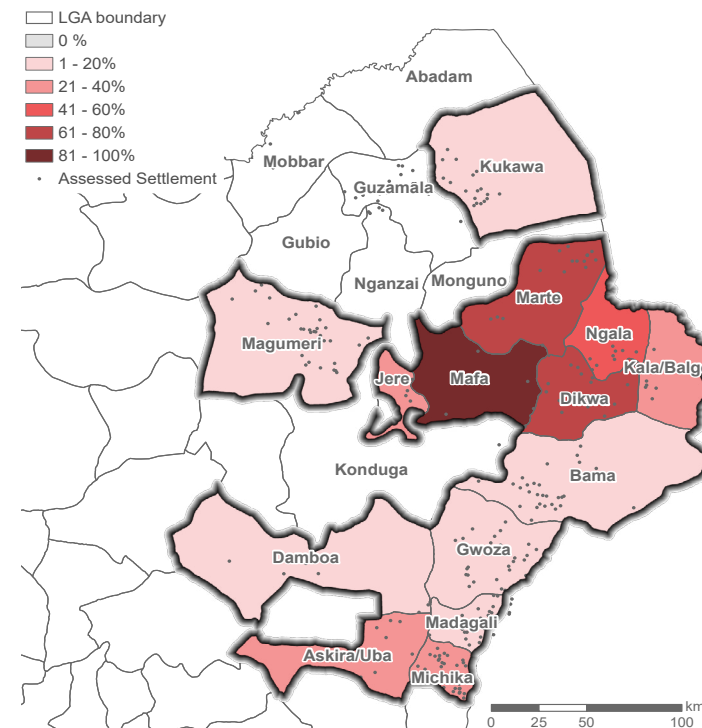 LGA boundary
0 %
1 - 20%
21 - 40%
41 - 60%
61 - 80%
81 - 100%
Assessed Settlement
Abadam
Mobbar
Kukawa
Guzamala
Gubio
Nganzai
Monguno
Marte
Magumeri
Ngala
Jere
Mafa
Kala/Balge
Dikwa
Konduga
Bama
Damboa
Gwoza
Madagali
Askira/Uba
Michika
km
0 25 50 100